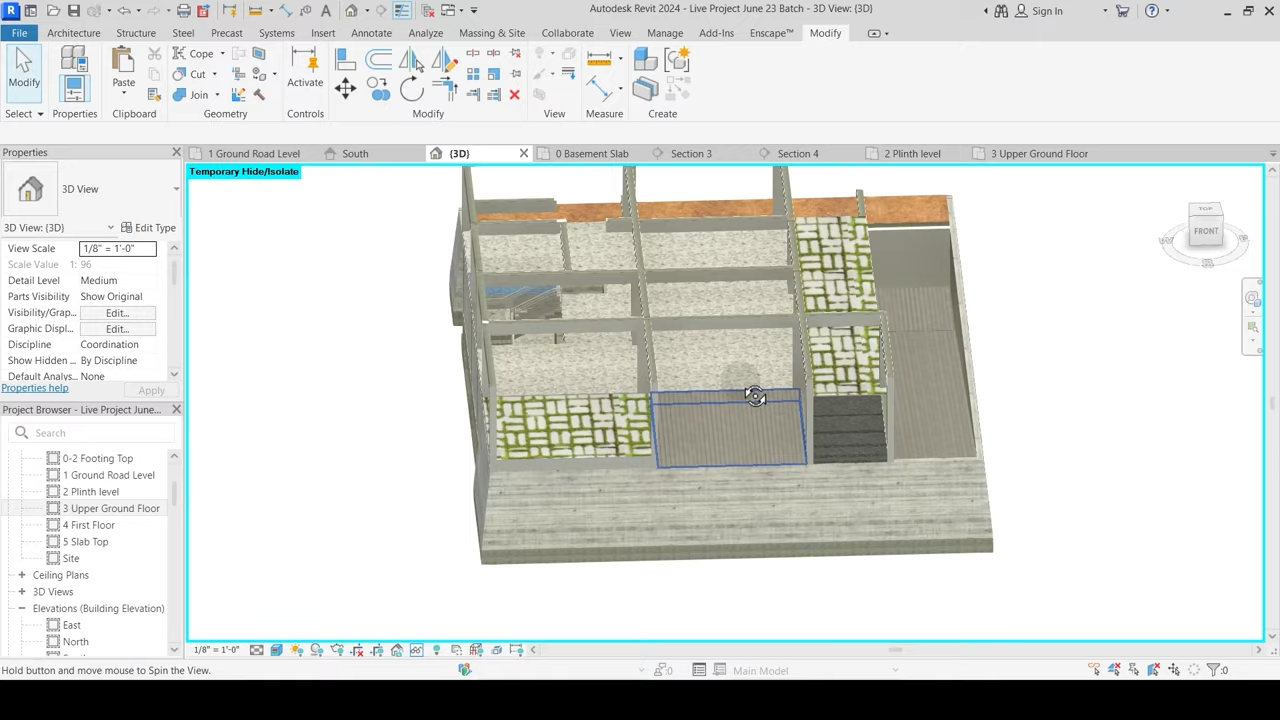 Autodesk Revit 2024 - Live Project June 23 Batch - 3D View: {3D}
Sign In
File Architecture Structure Steel Precast Systems Insert Annotate Analyze Massing & Site Collaborate View Manage Add-Ins Enscape™ Modify
Modify
Paste
Cope
Cut
Join
Activate
Select Properties Clipboard Geometry Controls Modify View Measure Create
Properties
1 Ground Road Level South {3D} 0 Basement Slab Section 3 Section 4 2 Plinth level 3 Upper Ground Floor
Temporary Hide/Isolate
3D View
3D View: {3D} Edit Type
View Scale 1/8" = 1'-0"
Scale Value 1: 96
Detail Level Medium
Parts Visibility Show Original
Visibility/Grap... Edit...
Graphic Displ... Edit...
Discipline Coordination
Show Hidden ... By Discipline
Default Analys... None
Properties help Apply
TOP
FRONT
Project Browser - Live Project June...
Search
0-2 Footing Top
1 Ground Road Level
2 Plinth level
3 Upper Ground Floor
4 First Floor
5 Slab Top
Site
Ceiling Plans
3D Views
Elevations (Building Elevation)
East
North
1/8" = 1'-0"
Hold button and move mouse to Spin the View.
:0
Main Model
:0